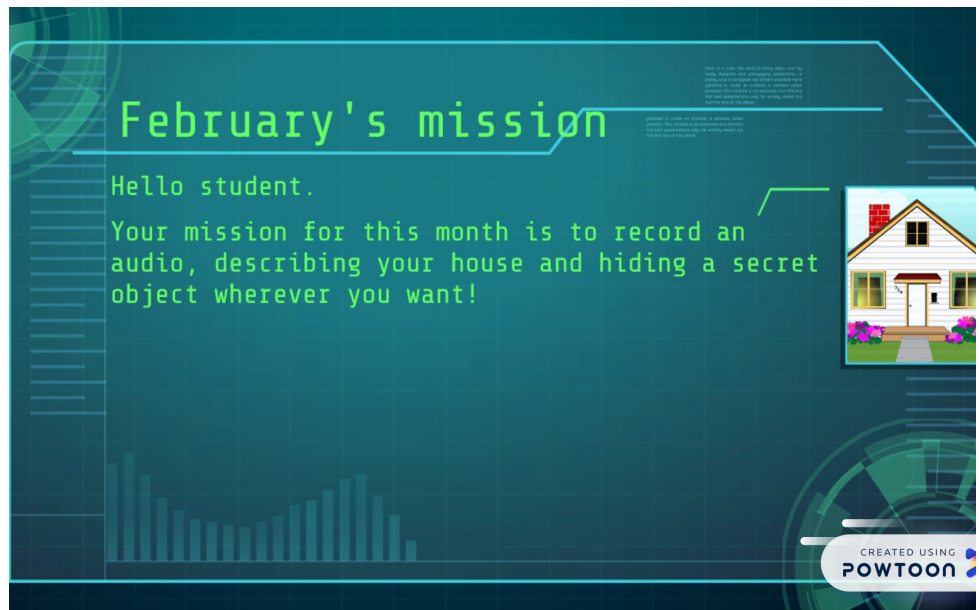 February's mission
Hello student.
Your mission for this month is to record an
audio, describing your house and hiding a secret
object wherever you want!
CREATED USING
POWTOON